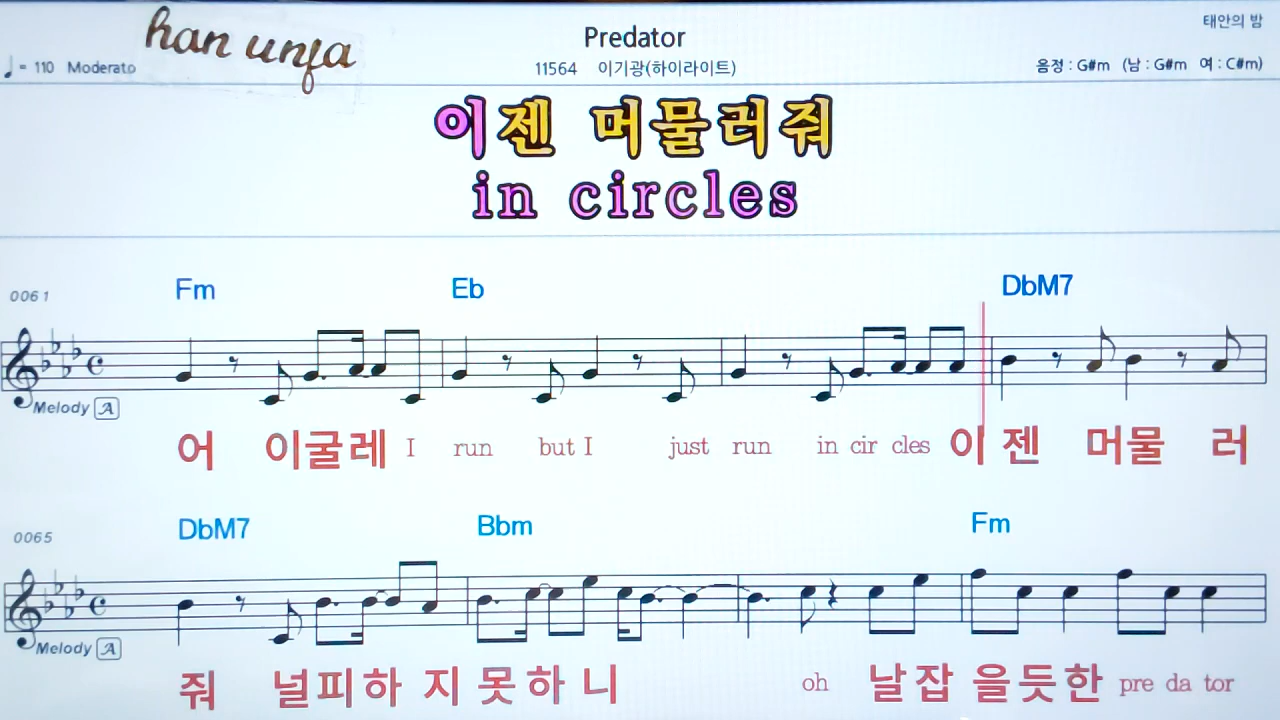 han unfa
태안의 밤
Predator
♩= 110 Moderato
11564 이기광(하이라이트)
음정 : G#m (남 : G#m 여 : C#m)
이젠 머물러줘
in circles
0061 Fm Eb DbM7
Melody A
어 이굴레 I run but I just run in cir cles 이 젠 머물 러
0065 DbM7 Bbm Fm
Melody A
줘 널피하 지 못하 니 oh 날잡 을듯한 pre da tor